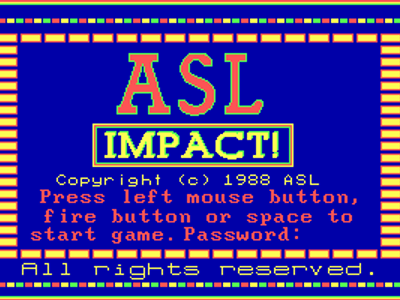 ASL
IMPACT!
Copyright (c) 1988 ASL
Press left mouse button,
fire button or space to
start game. Password:
All rights reserved.